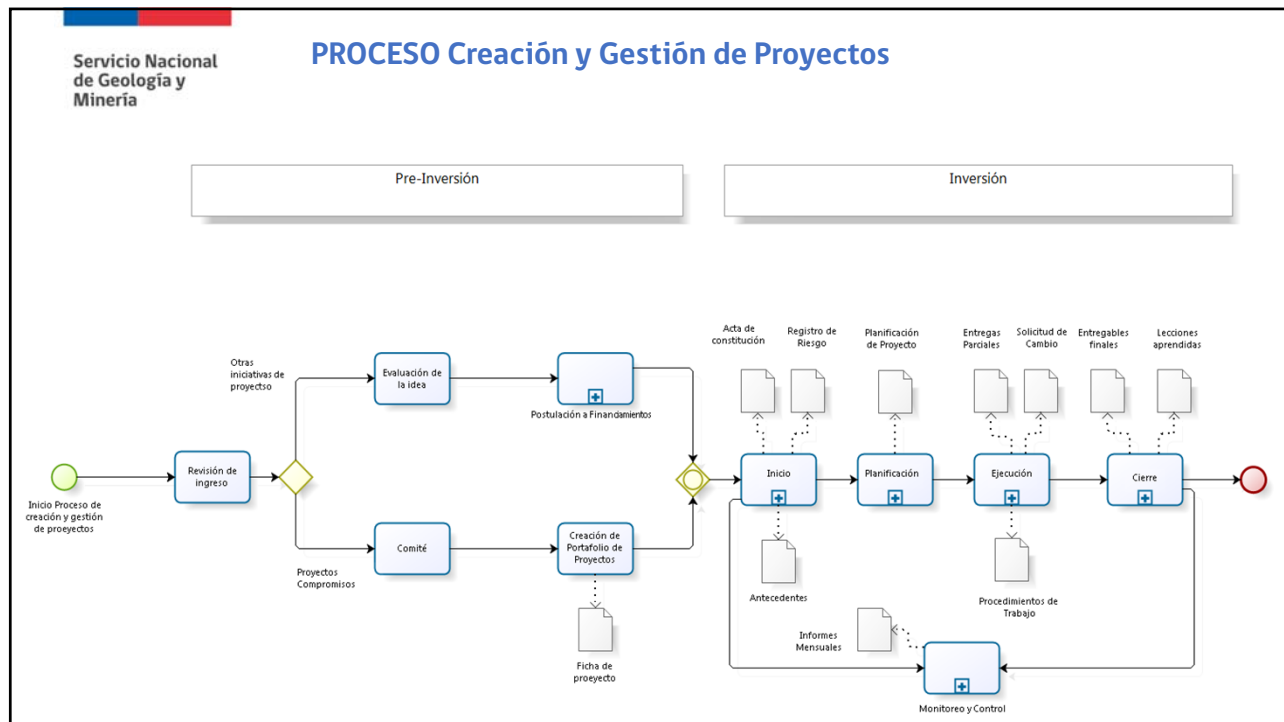 Servicio Nacional
de Geología y
Minería
PROCESO Creación y Gestión de Proyectos
Pre-Inversión
Inversión
Acta de
constitución
Registro de
Riesgo
Planificación
de Proyecto
Entregas
Parciales
Solicitud de
Cambio
Entregables
finales
Lecciones
aprendidas
Otras
iniciativas de
proyectso
Evaluación de
la idea
Postulación a Financiamientos
Revisión de
ingreso
Inicio
Planificación
Ejecución
Cierre
Inicio Proceso de
creación y gestión
de proeyectos
Proyectos
Compromisos
Comité
Creación de
Portafolio de
Proyectos
Antecedentes
Procedimientos de
Trabajo
Informes
Mensuales
Ficha de
proeyecto
Monitoreo y Control